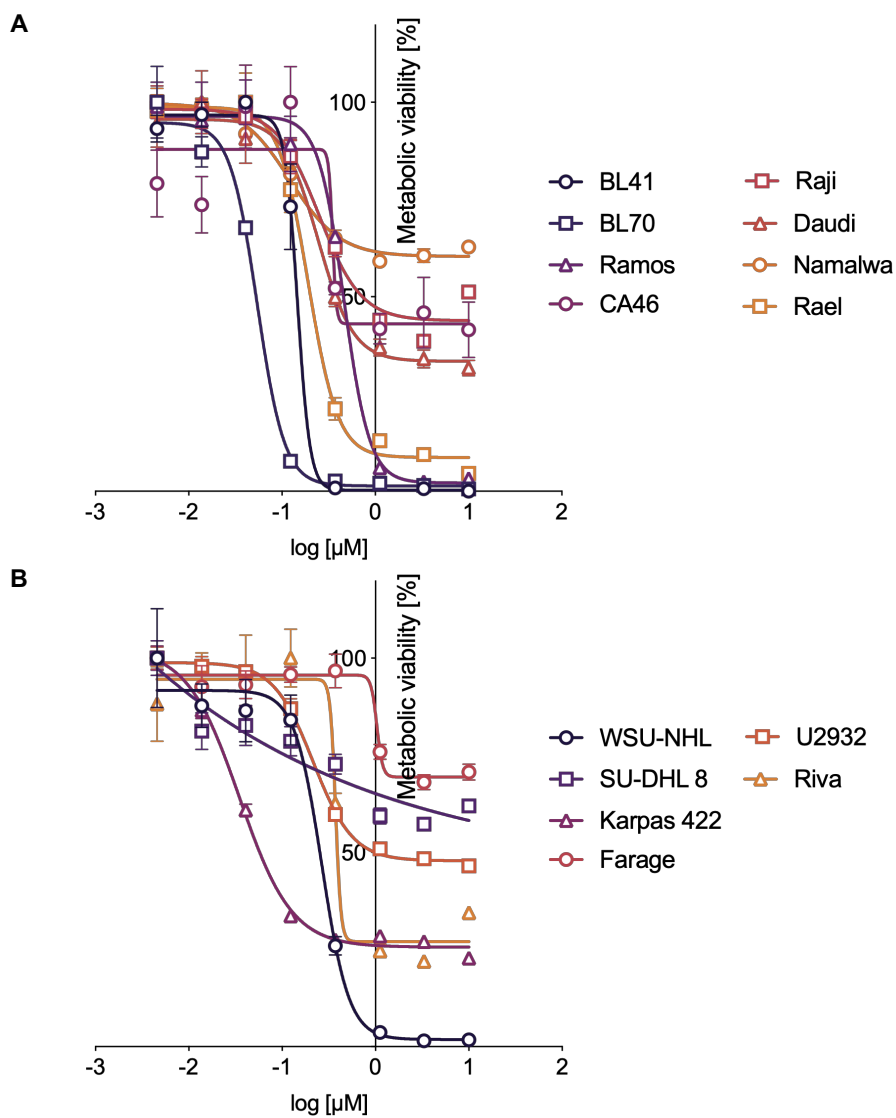 A
Metabolic viability [%]
100
50
-3 -2 -1 0 1 2
log [µM]
BL41
BL70
Ramos
CA46
Raji
Daudi
Namalwa
Rael
B
Metabolic viability [%]
100
50
-3 -2 -1 0 1 2
log [µM]
WSU-NHL
SU-DHL 8
Karpas 422
Farage
U2932
Riva